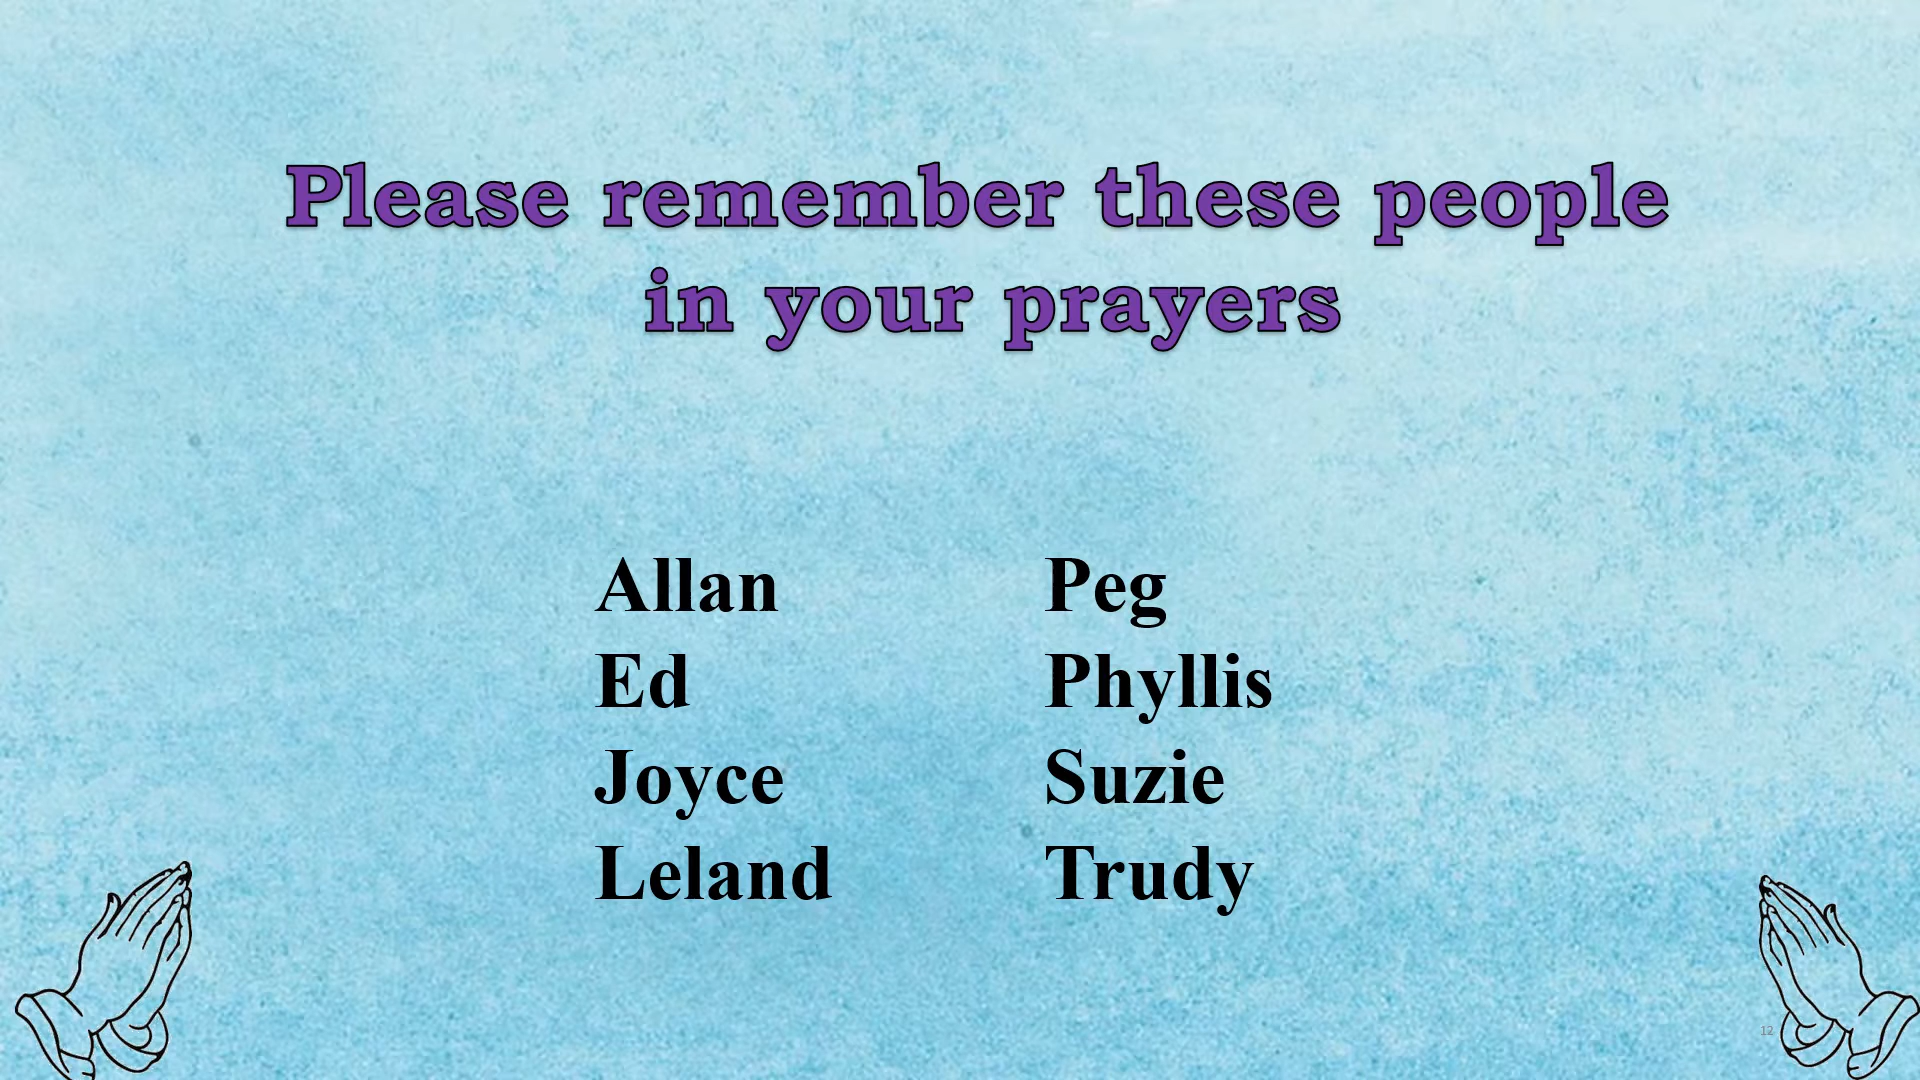 Please remember these people
in your prayers
Allan
Ed
Joyce
Leland
Peg
Phyllis
Suzie
Trudy
12